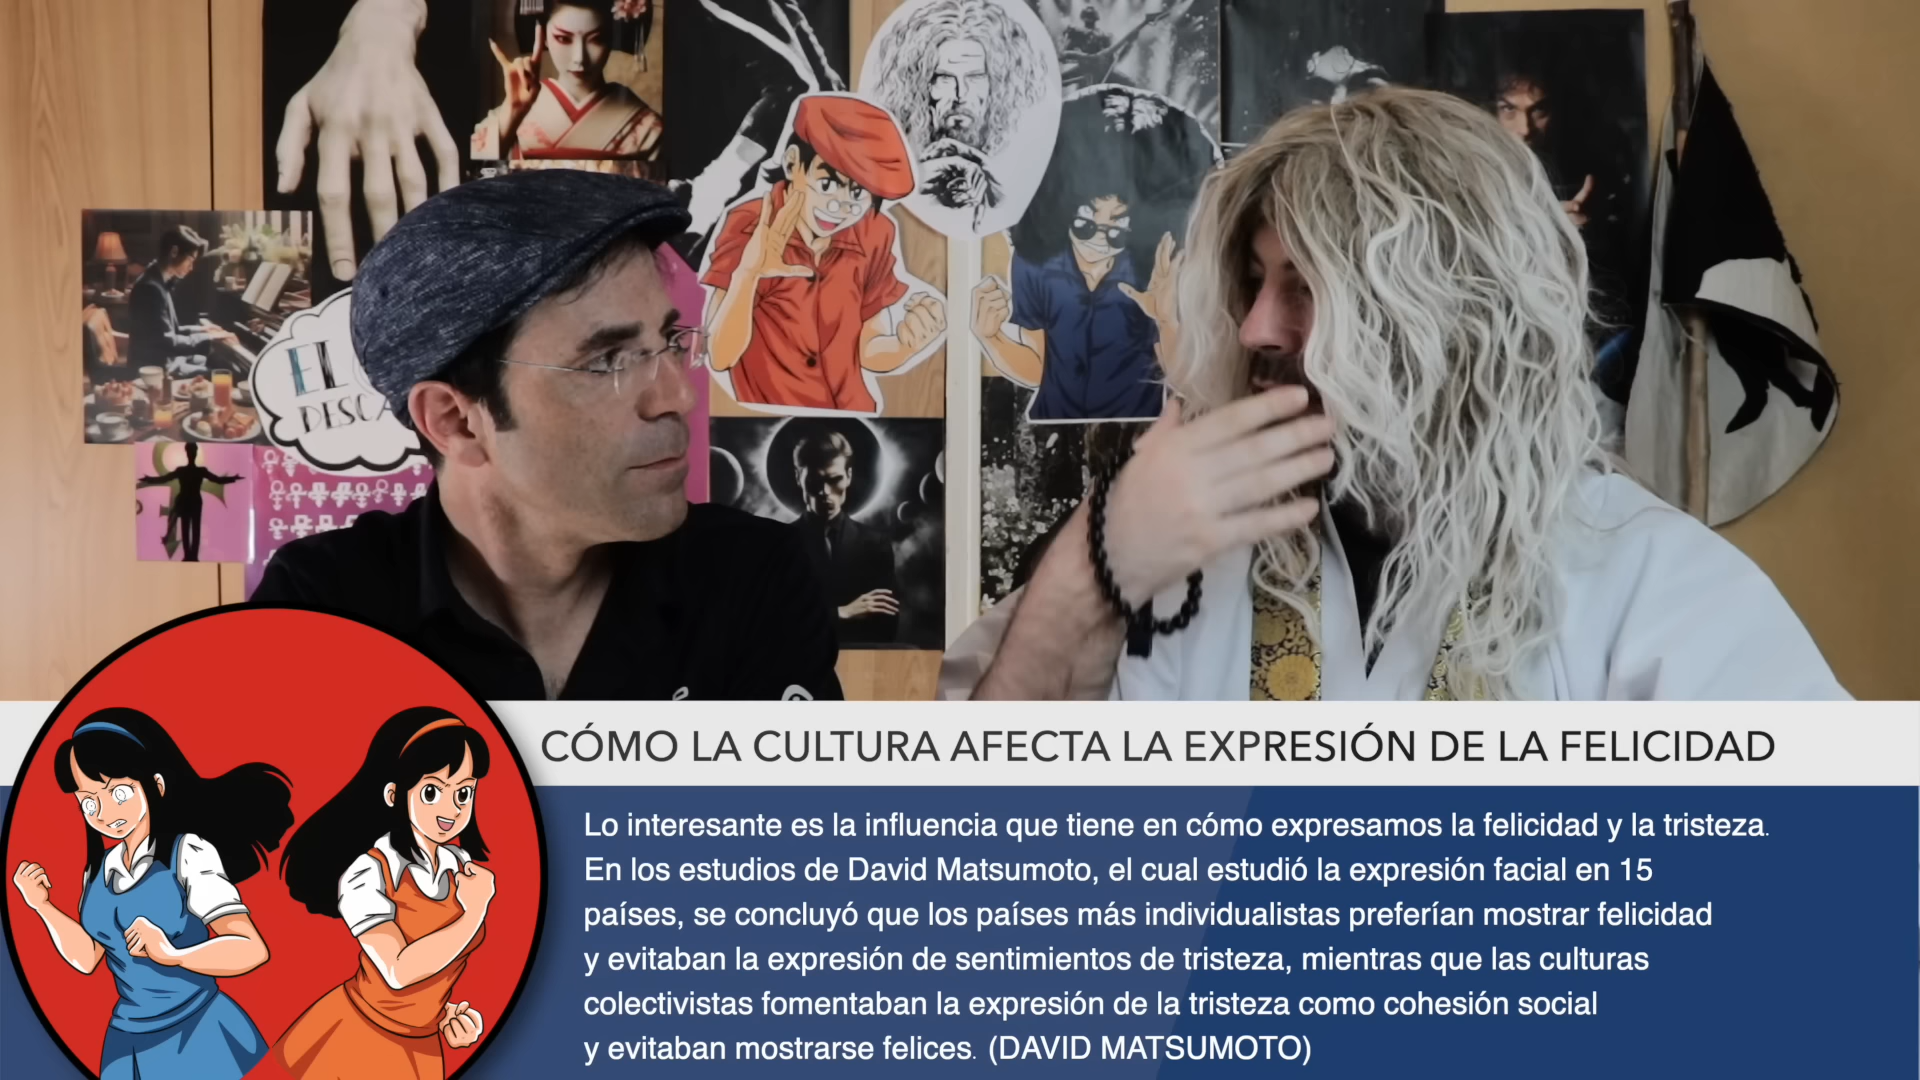 EL
DESCA
CÓMO LA CULTURA AFECTA LA EXPRESIÓN DE LA FELICIDAD
Lo interesante es la influencia que tiene en cómo expresamos la felicidad y la tristeza.
En los estudios de David Matsumoto, el cual estudió la expresión facial en 15
países, se concluyó que los países más individualistas preferían mostrar felicidad
y evitaban la expresión de sentimientos de tristeza, mientras que las culturas
colectivistas fomentaban la expresión de la tristeza como cohesión social
y evitaban mostrarse felices. (DAVID MATSUMOTO)